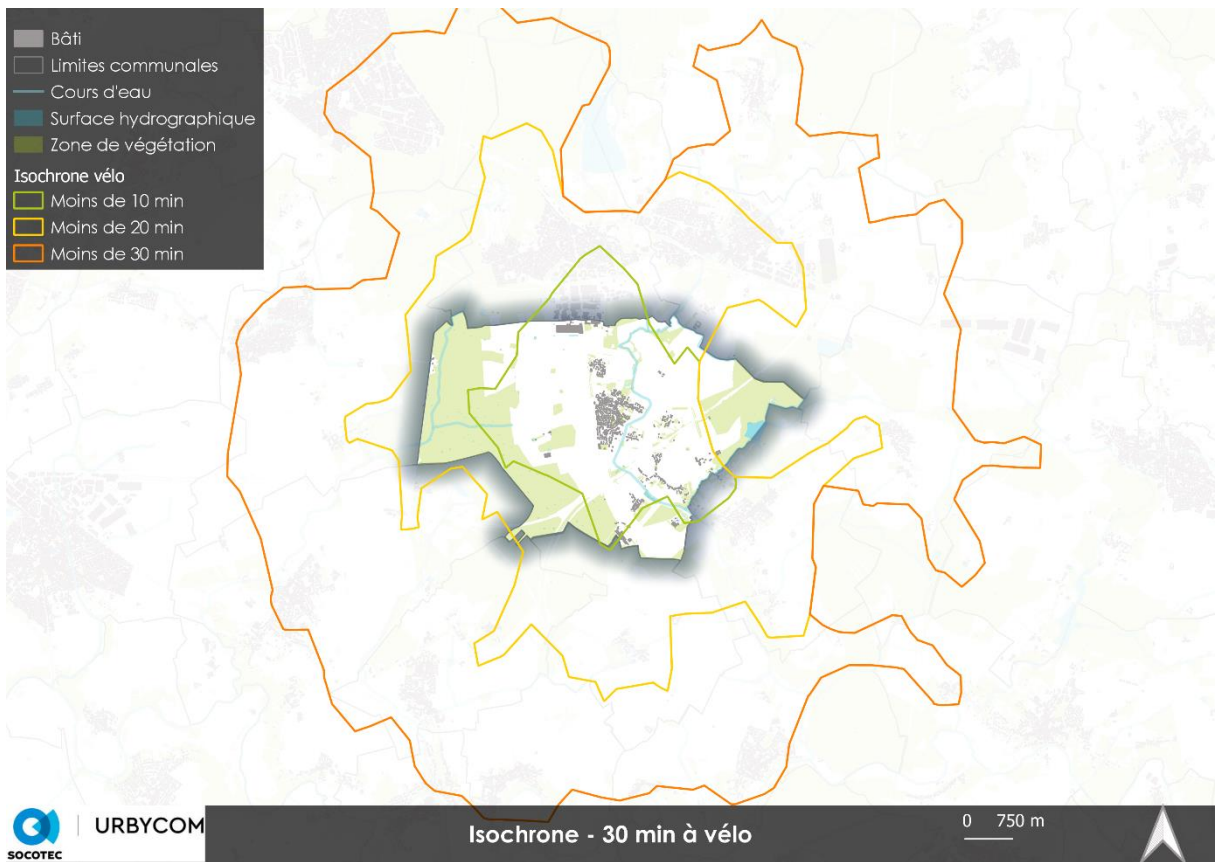 Bâti
Limites communales
Cours d'eau
Surface hydrographique
Zone de végétation
Isochrone vélo
Moins de 10 min
Moins de 20 min
Moins de 30 min
SOCOTEC
URBYCOM
Isochrone - 30 min à vélo
0 750 m